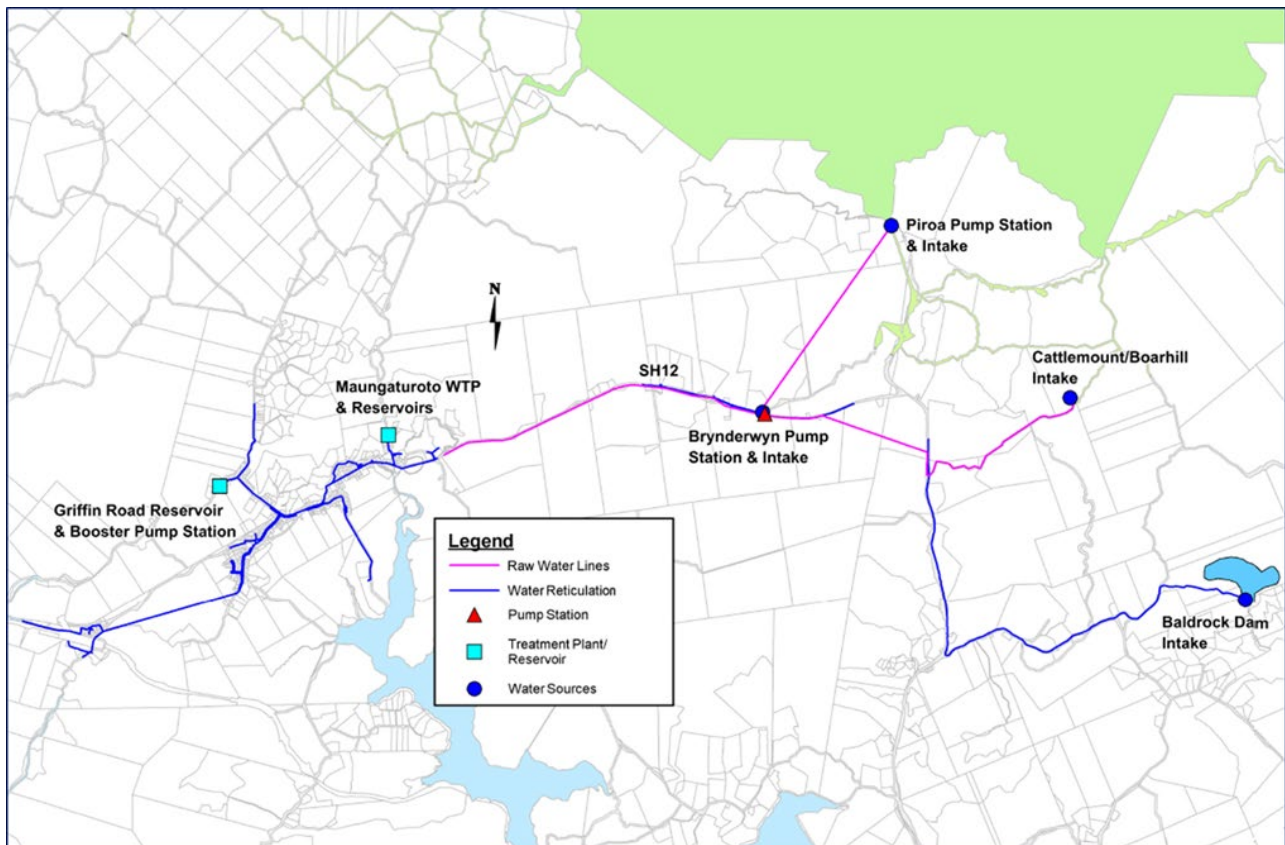 Piroa Pump Station
& Intake
N
Cattlemount/Boarhill
Intake
SH12
Maungaturoto WTP
& Reservoirs
Brynderwyn Pump
Station & Intake
Griffin Road Reservoir
& Booster Pump Station
Legend
Raw Water Lines
Water Reticulation
Pump Station
Treatment Plant/
Reservoir
Water Sources
Baldrock Dam
Intake